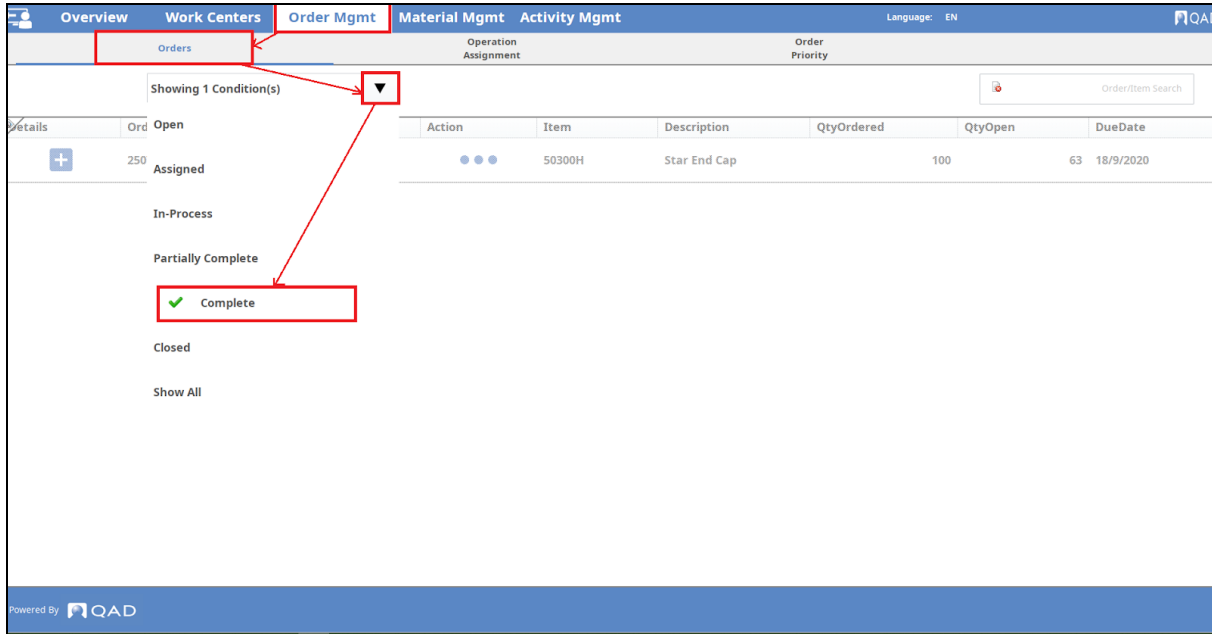 Overview Work Centers Order Mgmt Material Mgmt Activity Mgmt Language: EN QAD
Orders Operation Assignment Order Priority
Showing 1 Condition(s) ▼ Order/Item Search
Details Ord Action Item Description QtyOrdered QtyOpen DueDate
Open
250 ●●● 50300H Star End Cap 100 63 18/9/2020
Assigned
In-Process
Partially Complete
Complete
Closed
Show All
Powered By QAD